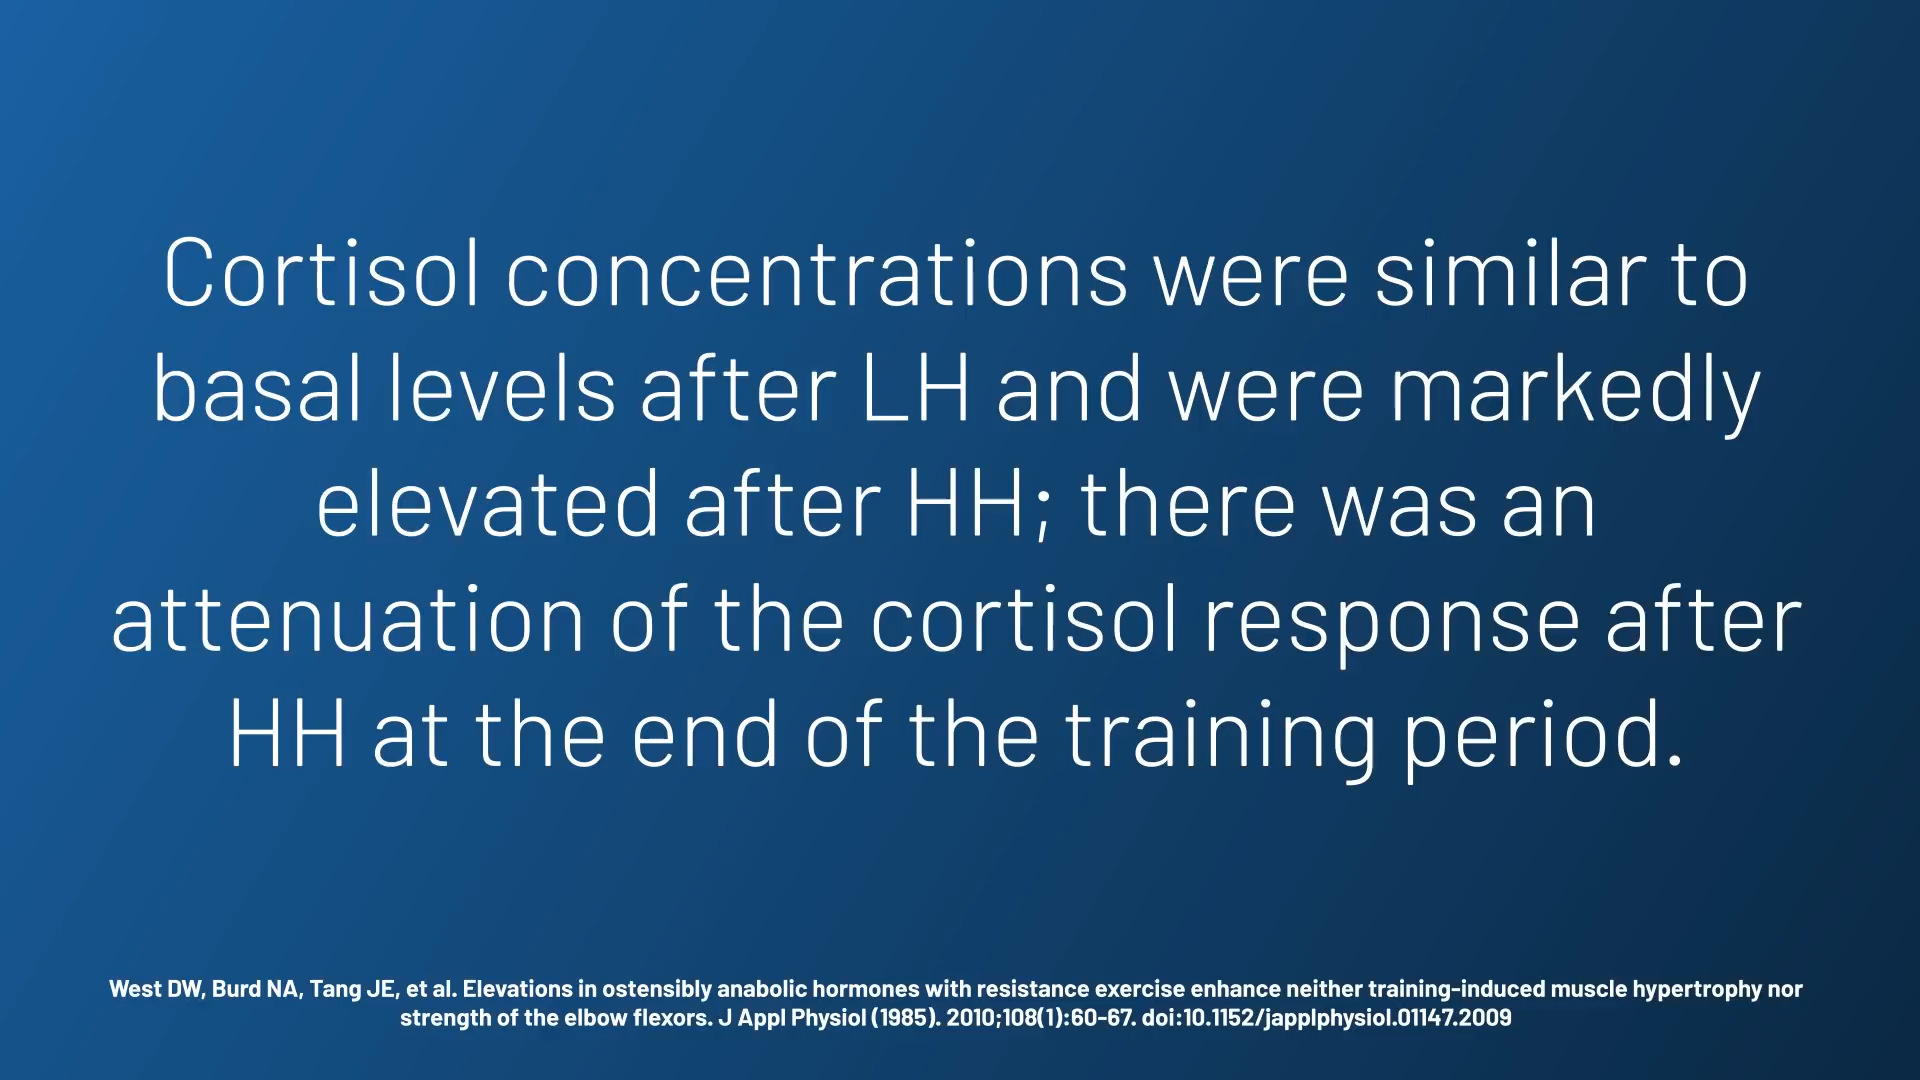 Cortisol concentrations were similar to
basal levels after LH and were markedly
elevated after HH; there was an
attenuation of the cortisol response after
HH at the end of the training period.
West DW, Burd NA, Tang JE, et al. Elevations in ostensibly anabolic hormones with resistance exercise enhance neither training-induced muscle hypertrophy nor
strength of the elbow flexors. J Appl Physiol (1985). 2010;108(1):60-67. doi:10.1152/japplphysiol.01147.2009